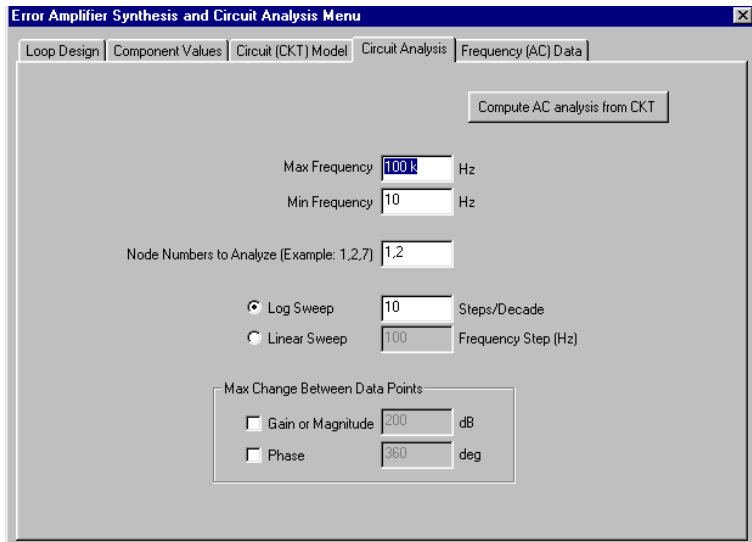 Error Amplifier Synthesis and Circuit Analysis Menu
Loop Design Component Values Circuit (CKT) Model Circuit Analysis Frequency (AC) Data
Compute AC analysis from CKT
Max Frequency 100 k Hz
Min Frequency 10 Hz
Node Numbers to Analyze (Example: 1,2,7) 1,2
Log Sweep 10 Steps/Decade
Linear Sweep 100 Frequency Step (Hz)
Max Change Between Data Points
Gain or Magnitude 200 dB
Phase 360 deg